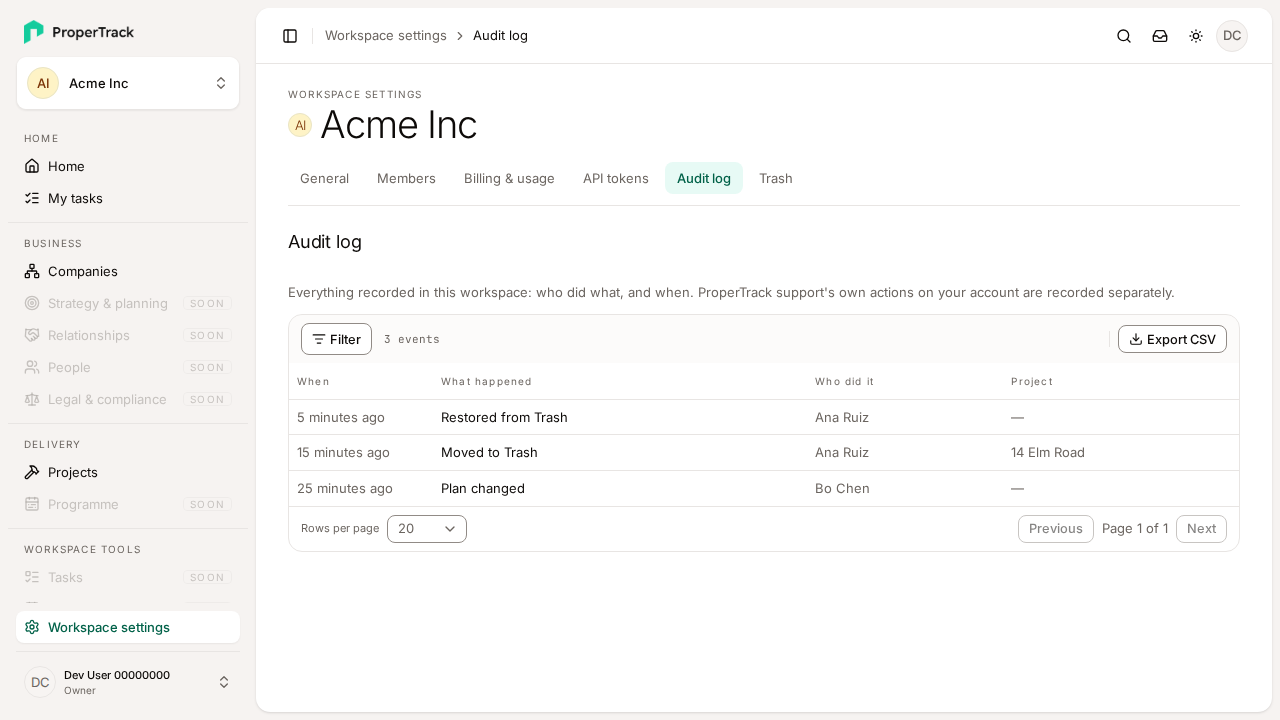 ProperTrack
AI
Acme Inc
HOME
Home
My tasks
BUSINESS
Companies
Strategy & planning SOON
Relationships SOON
People SOON
Legal & compliance SOON
DELIVERY
Projects
Programme SOON
WORKSPACE TOOLS
Tasks SOON
Workspace settings
DC
Dev User 00000000
Owner
Workspace settings Audit log
DC
WORKSPACE SETTINGS
AI Acme Inc
General Members Billing & usage API tokens Audit log Trash
Audit log
Everything recorded in this workspace: who did what, and when. ProperTrack support's own actions on your account are recorded separately.
Filter 3 events Export CSV
When What happened Who did it Project
5 minutes ago Restored from Trash Ana Ruiz —
15 minutes ago Moved to Trash Ana Ruiz 14 Elm Road
25 minutes ago Plan changed Bo Chen —
Rows per page 20 Previous Page 1 of 1 Next